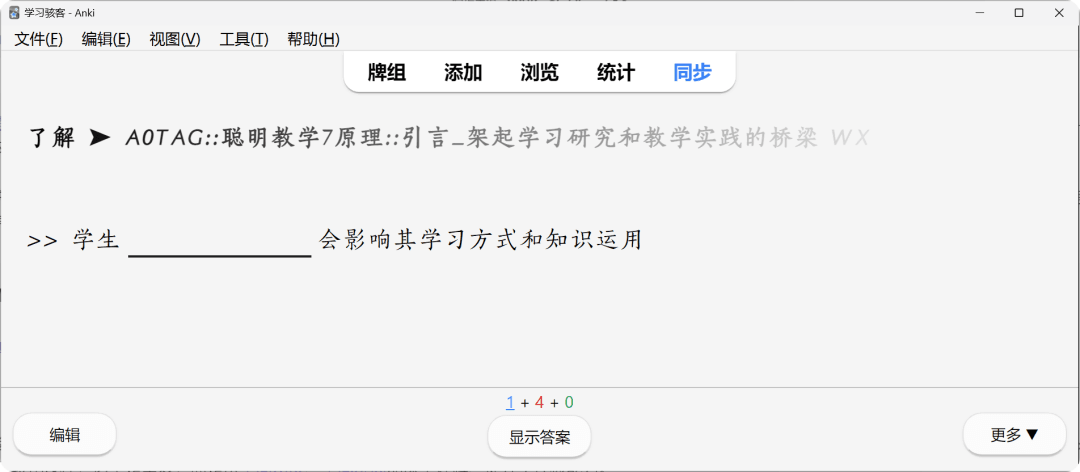 学习骇客 - Anki
文件(F) 编辑(E) 视图(V) 工具(T) 帮助(H)
牌组 添加 浏览 统计 同步
了解 ➤ A0TAG::聪明教学7原理::引言_架起学习研究和教学实践的桥梁 WX
>> 学生 ____________ 会影响其学习方式和知识运用
1 + 4 + 0
编辑 显示答案 更多▼